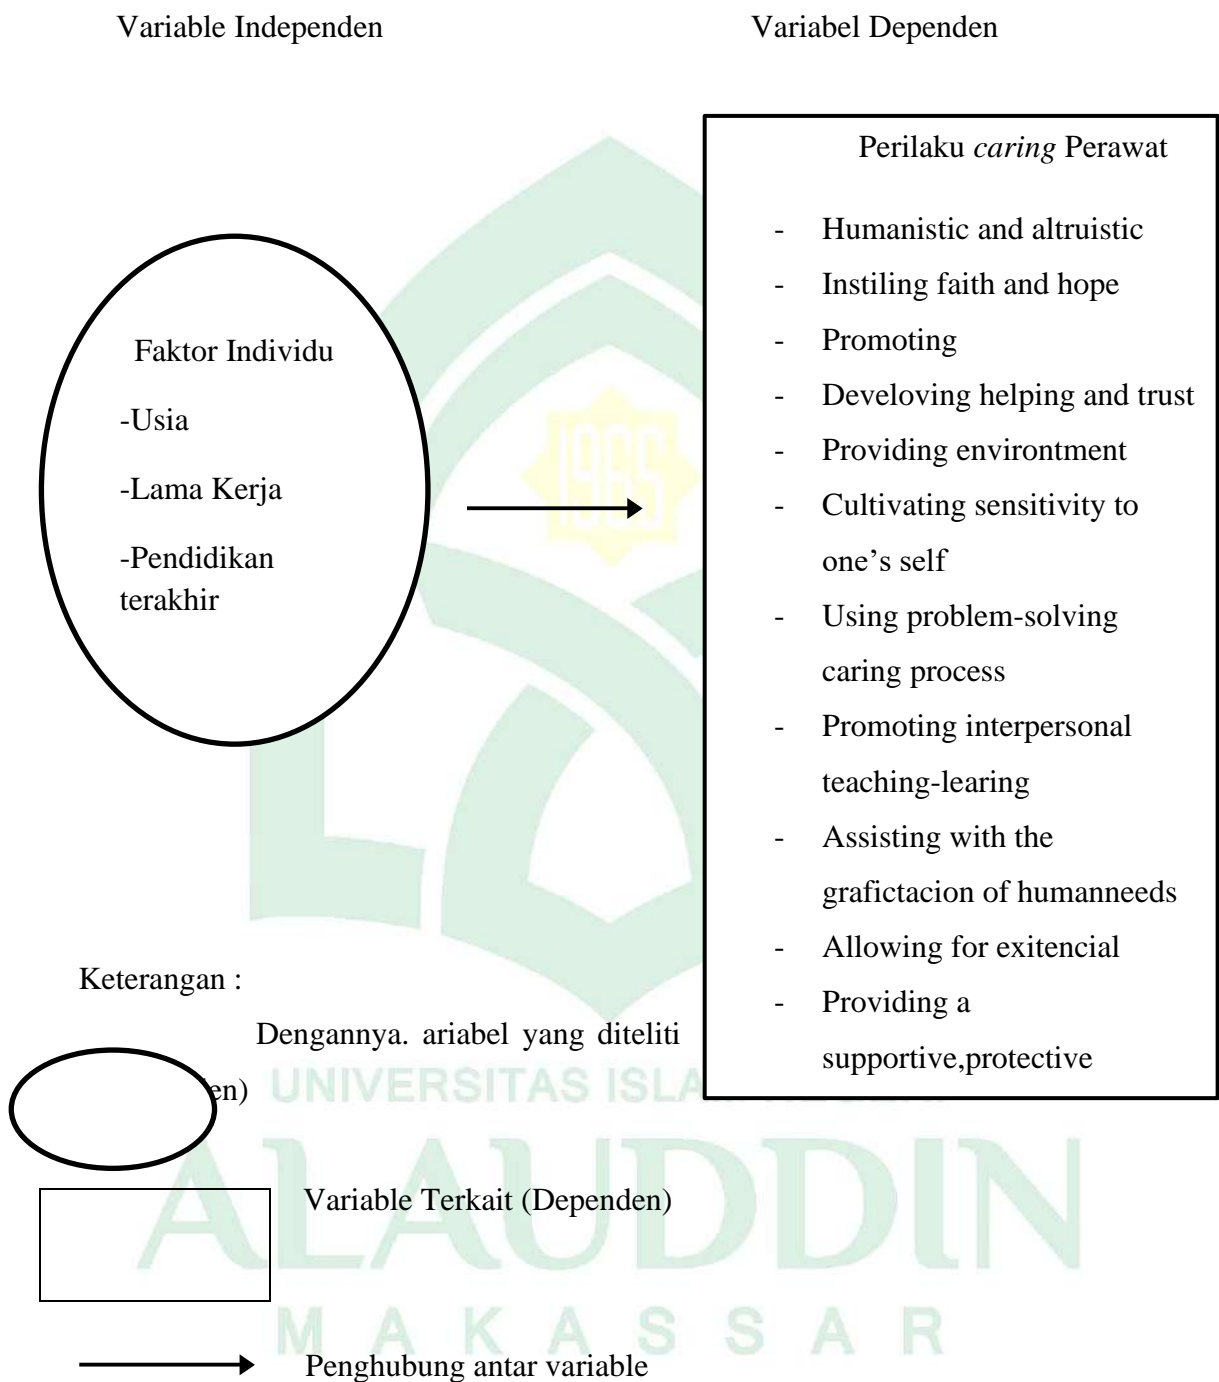 Variable Independen
Variabel Dependen
Faktor Individu
-Usia
-Lama Kerja
-Pendidikan
terakhir
Perilaku caring Perawat
- Humanistic and altruistic
- Instiling faith and hope
- Promoting
- Develoving helping and trust
- Providing environtment
- Cultivating sensitivity to
one’s self
- Using problem-solving
caring process
- Promoting interpersonal
teaching-learing
- Assisting with the
grafictacion of humanneeds
- Allowing for exitencial
- Providing a
supportive,protective
1965
Keterangan :
Dengannya. ariabel yang diteliti
en)
UNIVERSITAS
ALAUDDIN
Variable Terkait (Dependen)
MAKASSAR
Penghubung antar variable